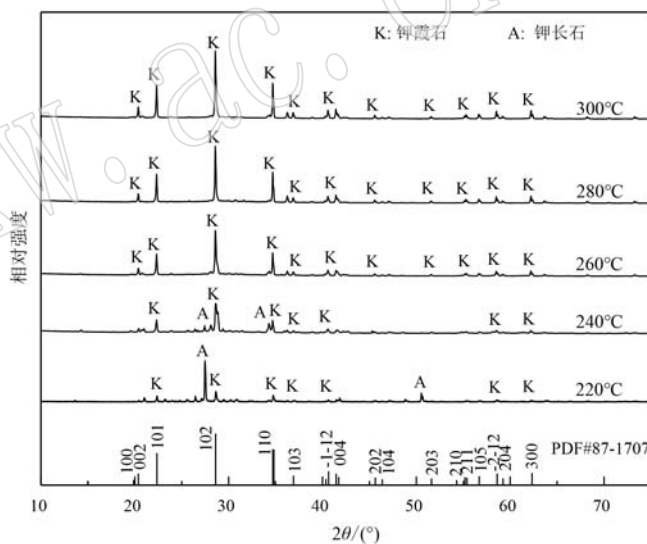 K: 钾霞石 A: 钾长石
K
K K
K K K K K K K K
300℃
K
K K
K K K K K K K K
280℃
K
K K
K K K K K K K K
260℃
K
K A A K K K K K
240℃
A
K K K K K A K K
220℃
PDF#87-1707
100 002 101 102 110 103 -1-12 004 202 104 203 210 211 105 -2-12 204 300
10 20 30 40 50 60 70
2θ/(°)
相对强度
www.ac.c